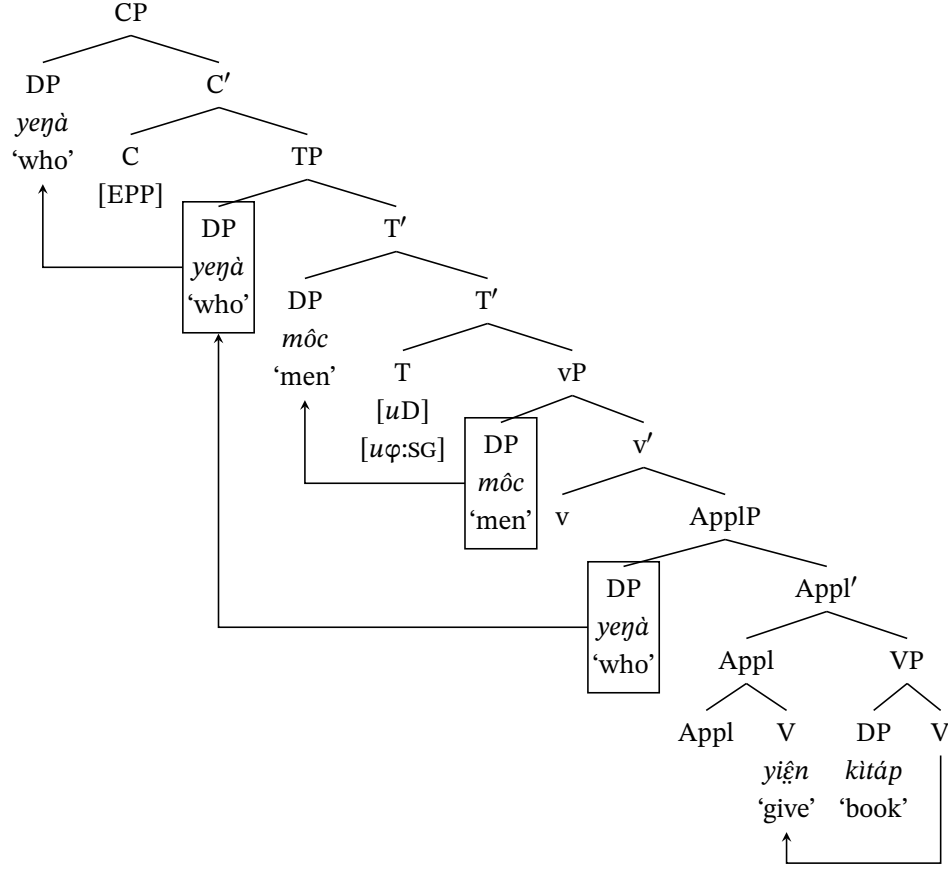 CP
DP C′
yeŋà
‘who’ C TP
[EPP]
DP T′
yeŋà
‘who’ DP T′
môc
‘men’ T vP
[uD]
[uφ:SG] DP v′
môc
‘men’ v ApplP
DP Appl′
yeŋà
‘who’ Appl VP
Appl V DP V
yiê̤n kìtáp
‘give’ ‘book’